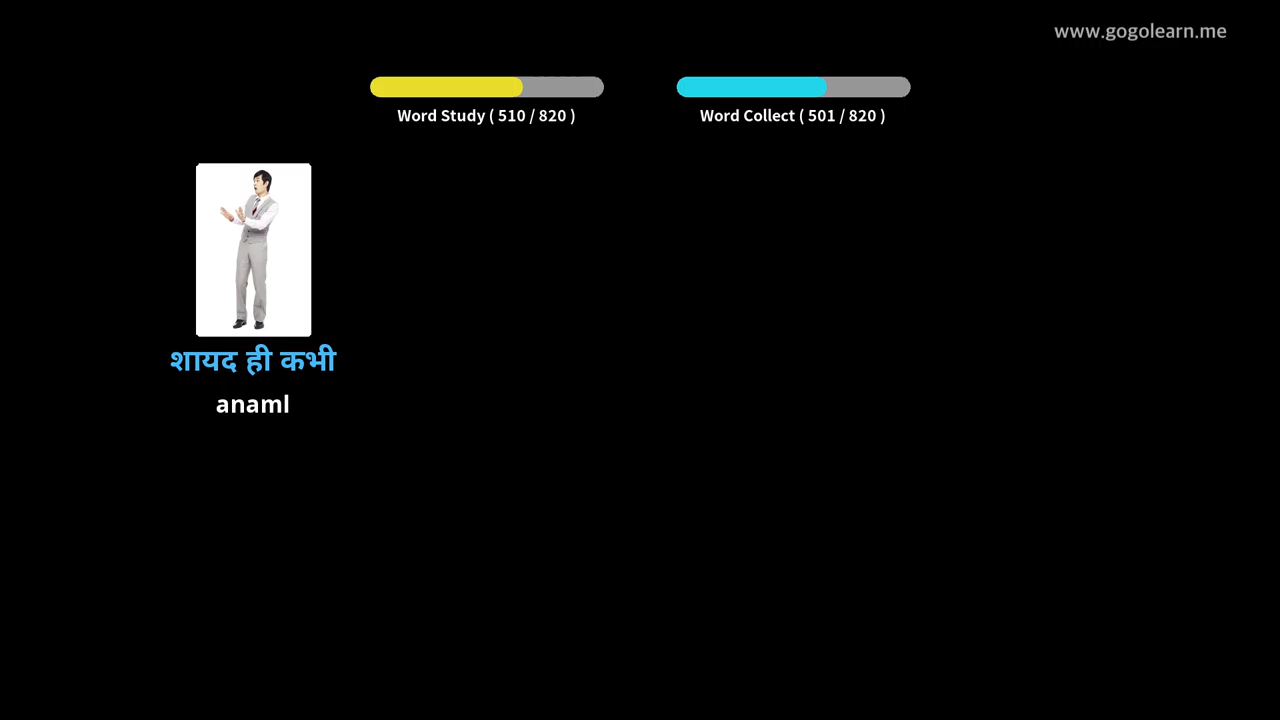 www.gogolearn.me
Word Study ( 510 / 820 )
Word Collect ( 501 / 820 )
शायद ही कभी
anaml